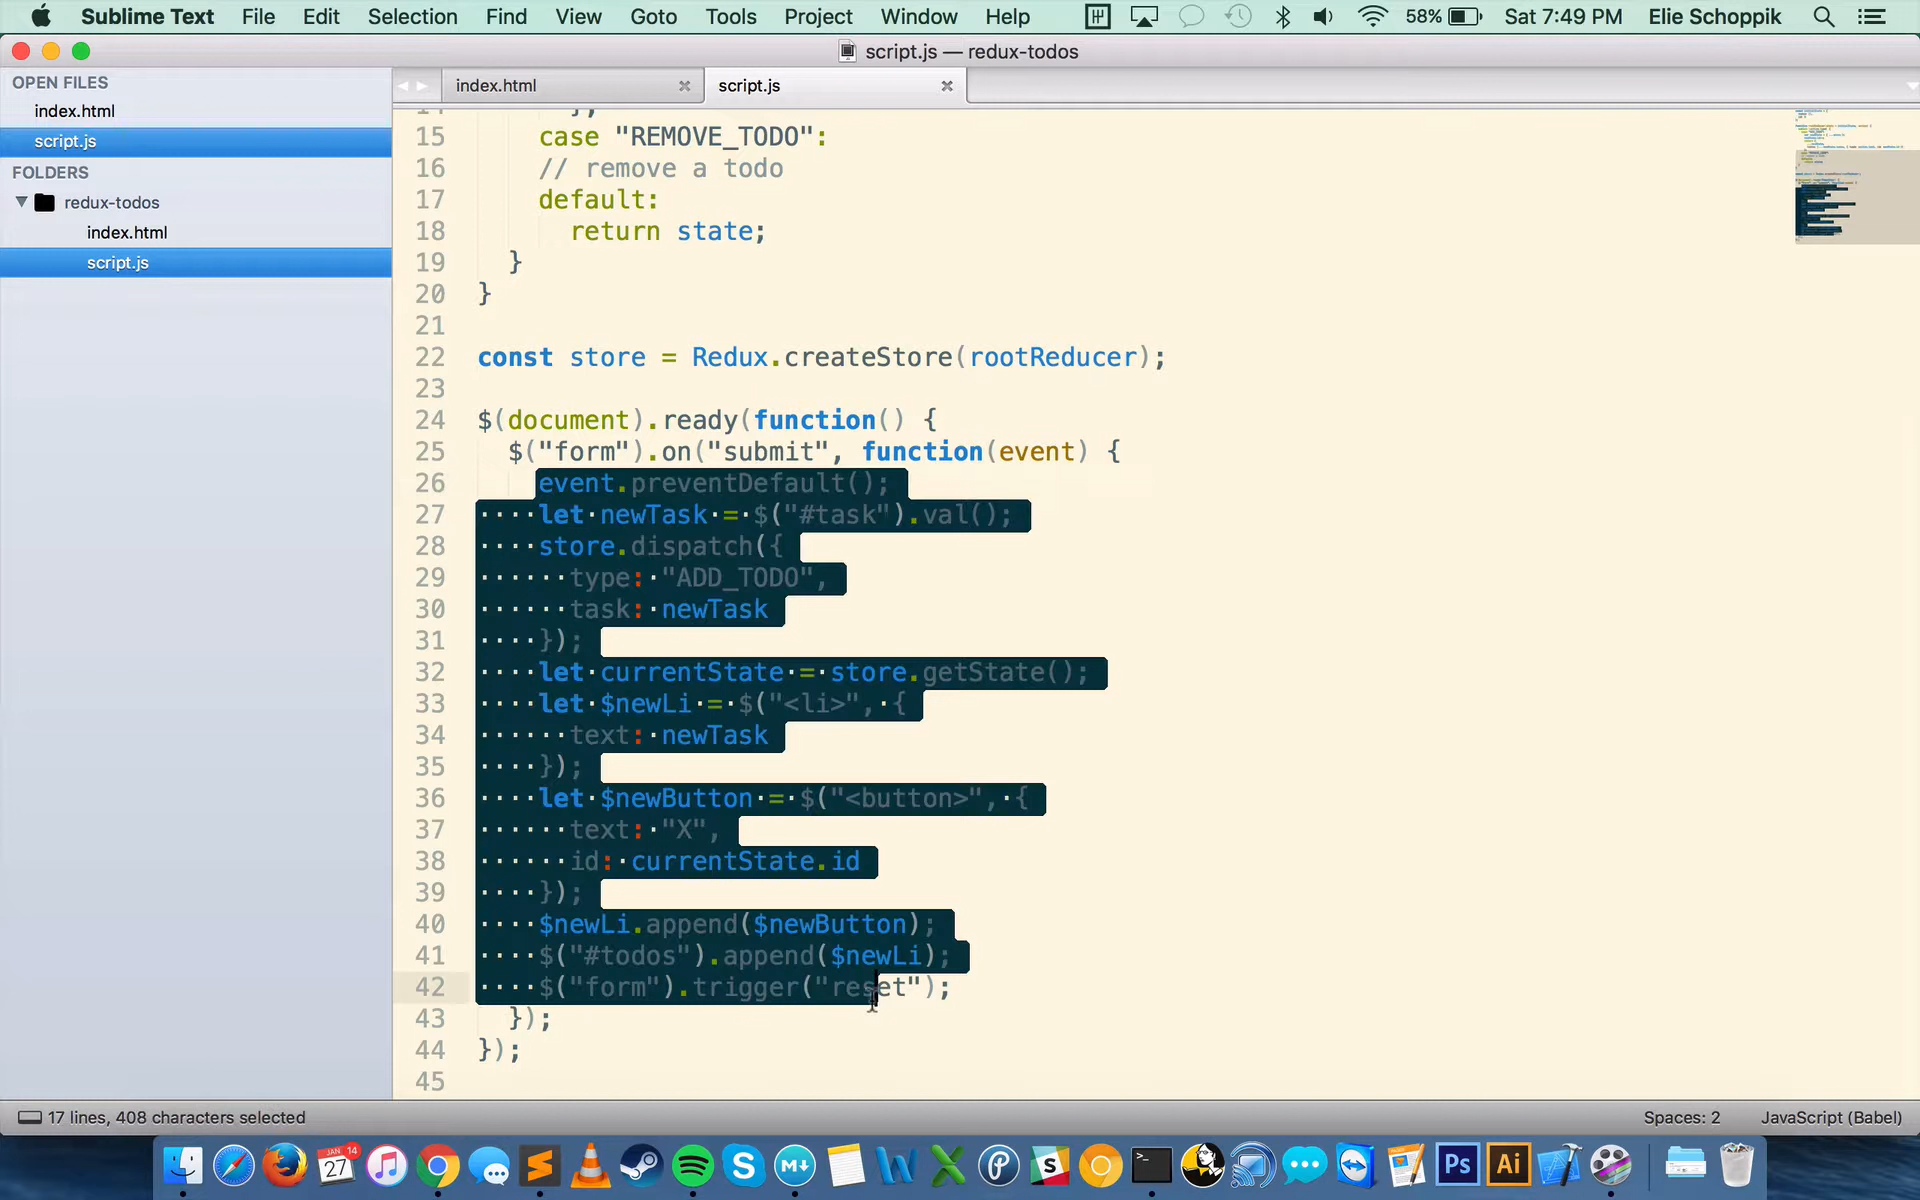 Sublime Text File Edit Selection Find View Goto Tools Project Window Help 58% Sat 7:49 PM Elie Schoppik
script.js — redux-todos
OPEN FILES
index.html
script.js
FOLDERS
redux-todos
index.html
script.js
index.html script.js
14 };
15 case "REMOVE_TODO":
16 // remove a todo
17 default:
18 return state;
19 }
20 }
21
22 const store = Redux.createStore(rootReducer);
23
24 $(document).ready(function() {
25 $("form").on("submit", function(event) {
26 event.preventDefault();
27 let newTask = $("#task").val();
28 store.dispatch({
29 type: "ADD_TODO",
30 task: newTask
31 });
32 let currentState = store.getState();
33 let $newLi = $("<li>", {
34 text: newTask
35 });
36 let $newButton = $("<button>", {
37 text: "X",
38 id: currentState.id
39 });
40 $newLi.append($newButton);
41 $("#todos").append($newLi);
42 $("form").trigger("reset");
43 });
44 });
45
17 lines, 408 characters selected Spaces: 2 JavaScript (Babel)
JAN 14
27
Ps Ai